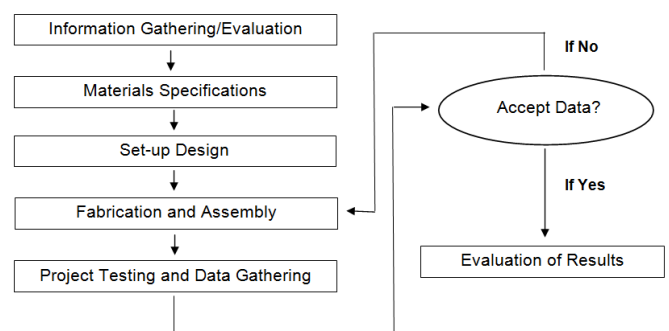 Information Gathering/Evaluation
Materials Specifications
Set-up Design
Fabrication and Assembly
Project Testing and Data Gathering
If No
Accept Data?
If Yes
Evaluation of Results